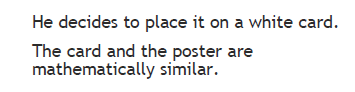 He decides to place it on a white card.
The card and the poster are
mathematically similar.